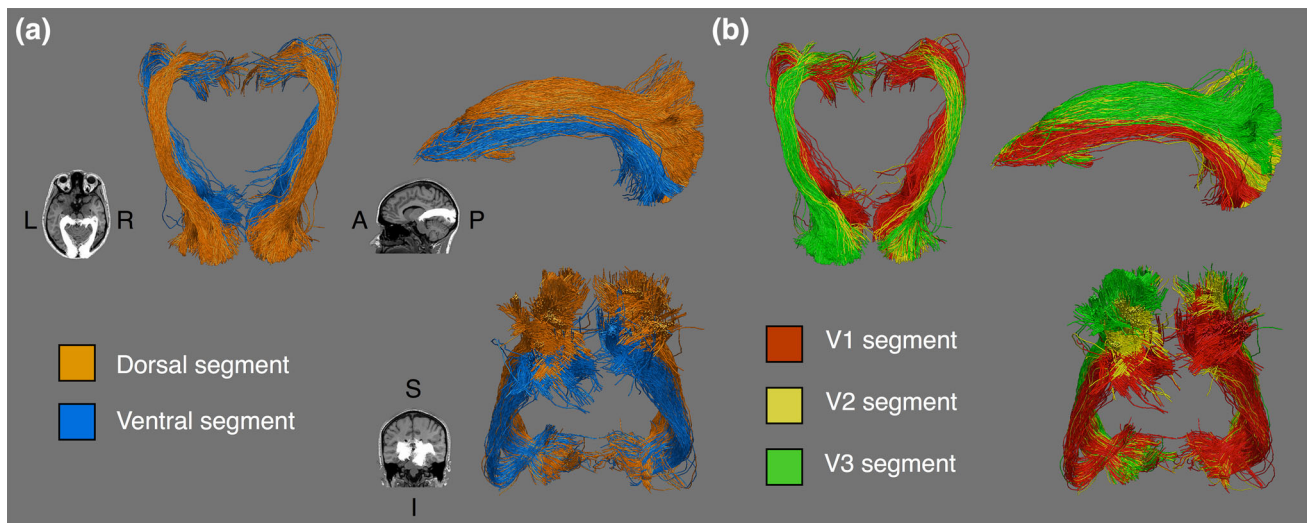 (a)
(b)
L
R
A
P
Dorsal segment
Ventral segment
S
I
V1 segment
V2 segment
V3 segment